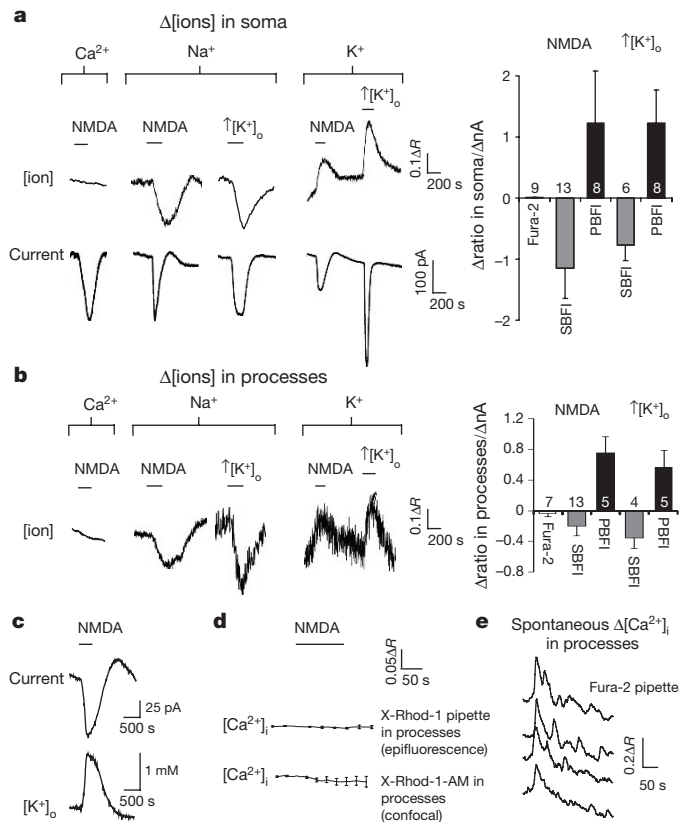 a
Δ[ions] in soma
Ca²⁺
Na⁺
K⁺
NMDA
NMDA
↑[K⁺]ₒ
NMDA
↑[K⁺]ₒ
[ion]
0.1ΔR
200 s
Current
100 pA
200 s
NMDA
↑[K⁺]ₒ
Δratio in soma/ΔnA
2
1
0
−1
−2
9
13
8
6
8
Fura-2
SBFI
PBFI
SBFI
PBFI
b
Δ[ions] in processes
Ca²⁺
Na⁺
K⁺
NMDA
NMDA
↑[K⁺]ₒ
NMDA
↑[K⁺]ₒ
[ion]
0.1ΔR
200 s
NMDA
↑[K⁺]ₒ
Δratio in processes/ΔnA
1.2
0.8
0.4
0
−0.4
−0.8
7
13
5
4
5
Fura-2
SBFI
PBFI
SBFI
PBFI
c
NMDA
Current
25 pA
500 s
1 mM
500 s
[K⁺]ₒ
d
NMDA
0.05ΔR
50 s
[Ca²⁺]ᵢ
X-Rhod-1 pipette
in processes
(epifluorescence)
[Ca²⁺]ᵢ
X-Rhod-1-AM in
processes
(confocal)
e
Spontaneous Δ[Ca²⁺]ᵢ
in processes
Fura-2 pipette
0.2ΔR
50 s